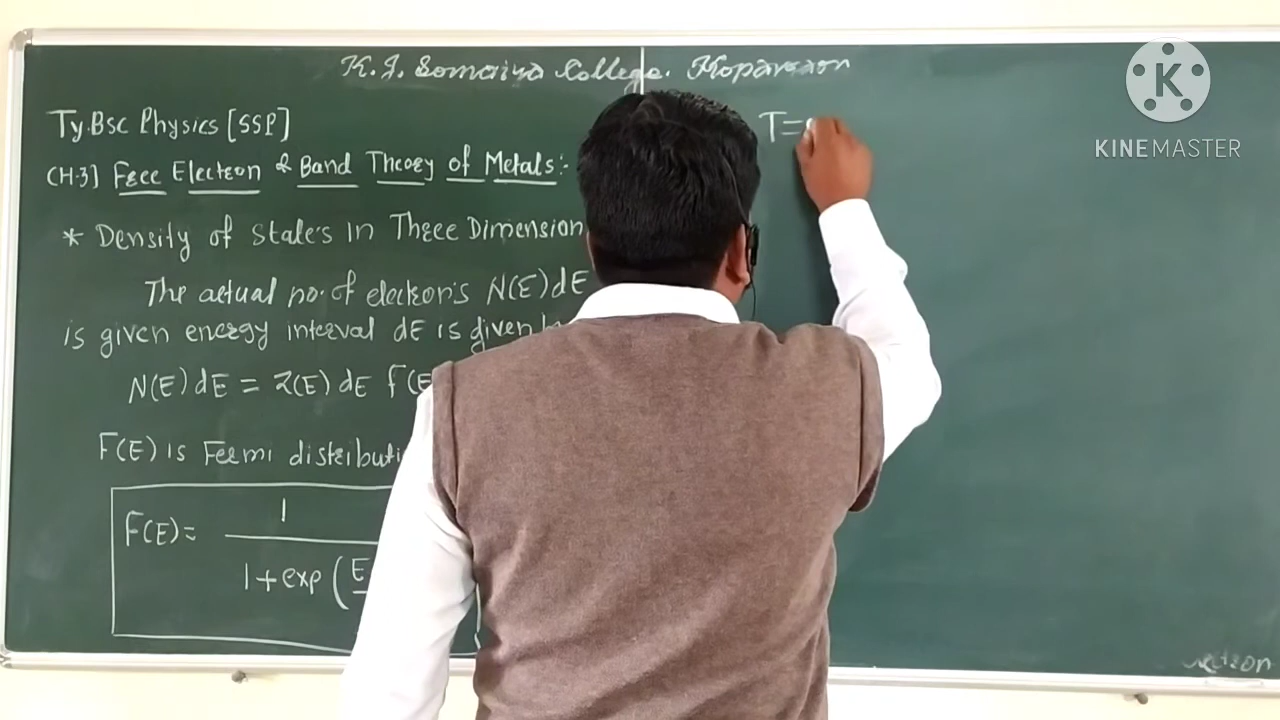 K.J. Somaiya College. Kopargaon
Ty.Bsc Physics [SSP]
CH-3] Free Electron & Band Theory of Metals:-
* Density of states in Three Dimension
The actual no. of electron's N(E) dE
is given energy interval dE is given
N(E) dE = Z(E) dE f(E
F(E) is Fermi distributi
F(E)= 1
1+exp (E
T=
K
KINEMASTER